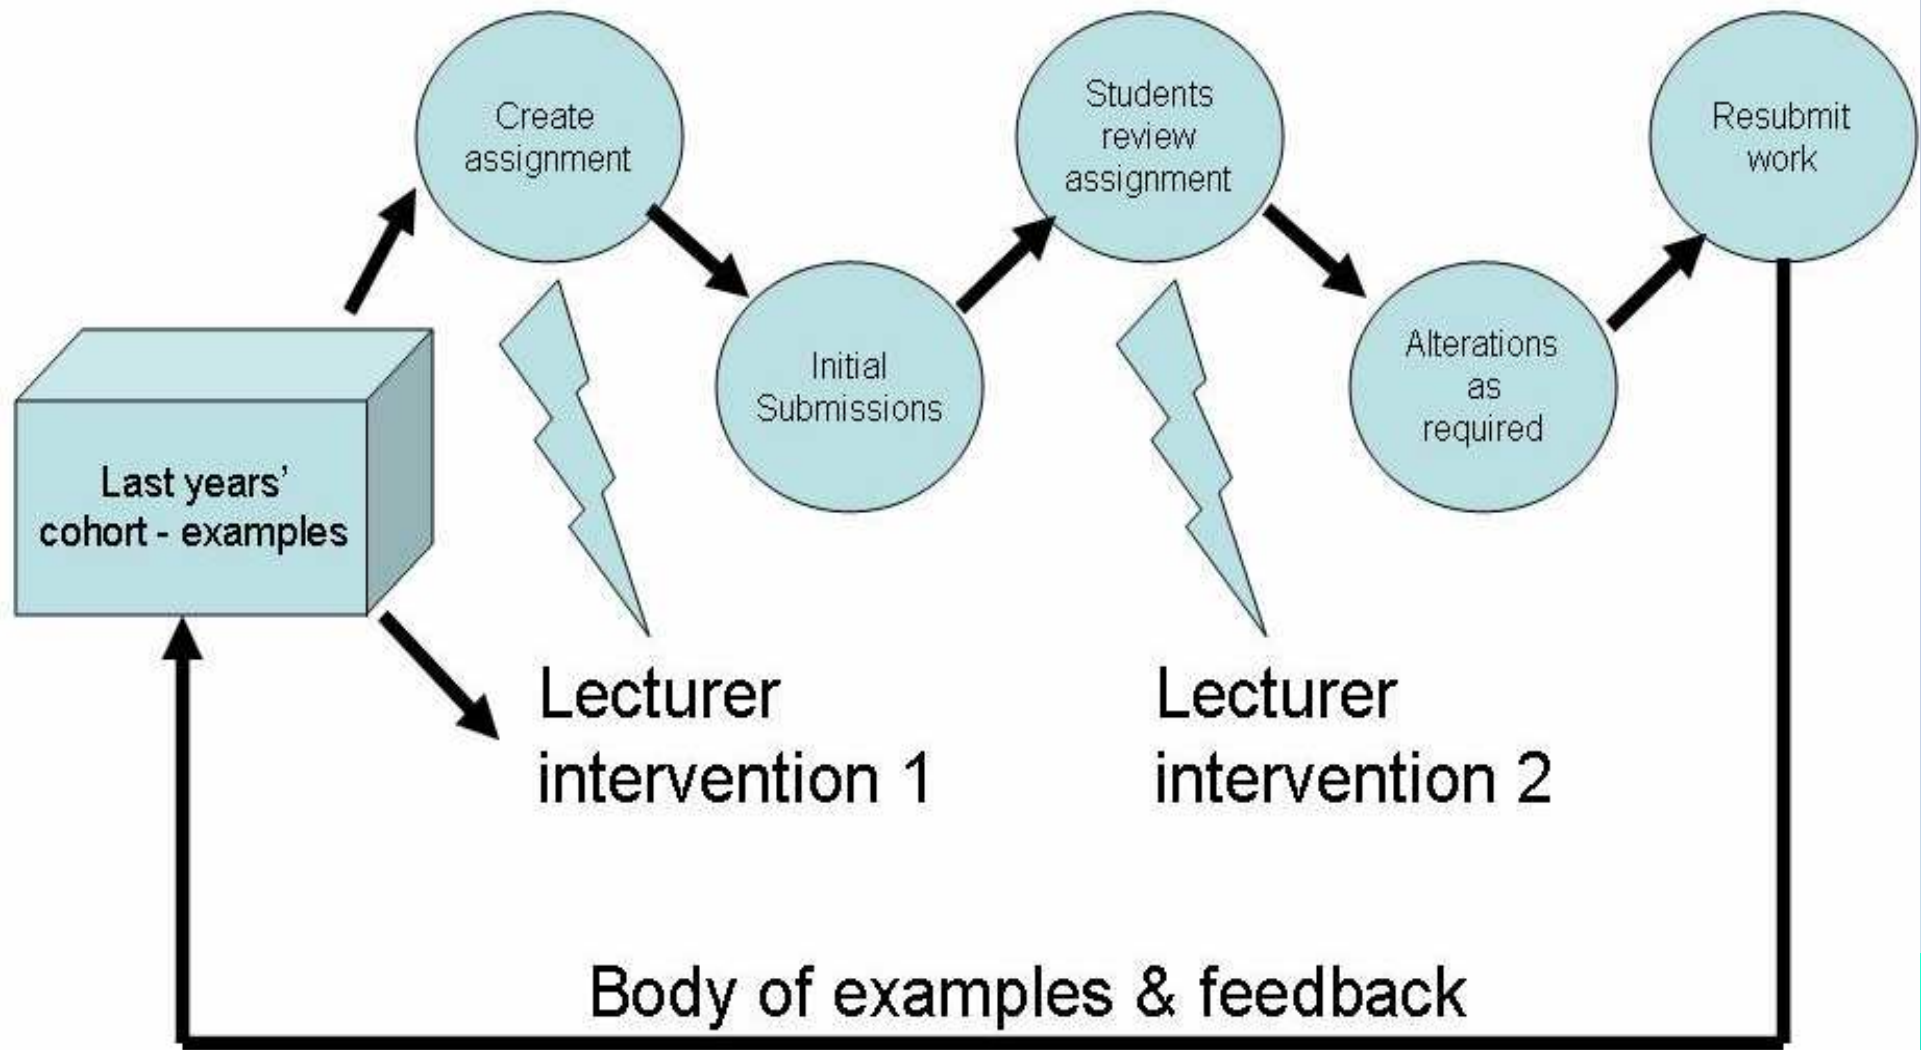 Create
assignment
Students
review
assignment
Resubmit
work
Initial
Submissions
Alterations
as
required
Last years’
cohort - examples
Lecturer
intervention 1
Lecturer
intervention 2
Body of examples & feedback